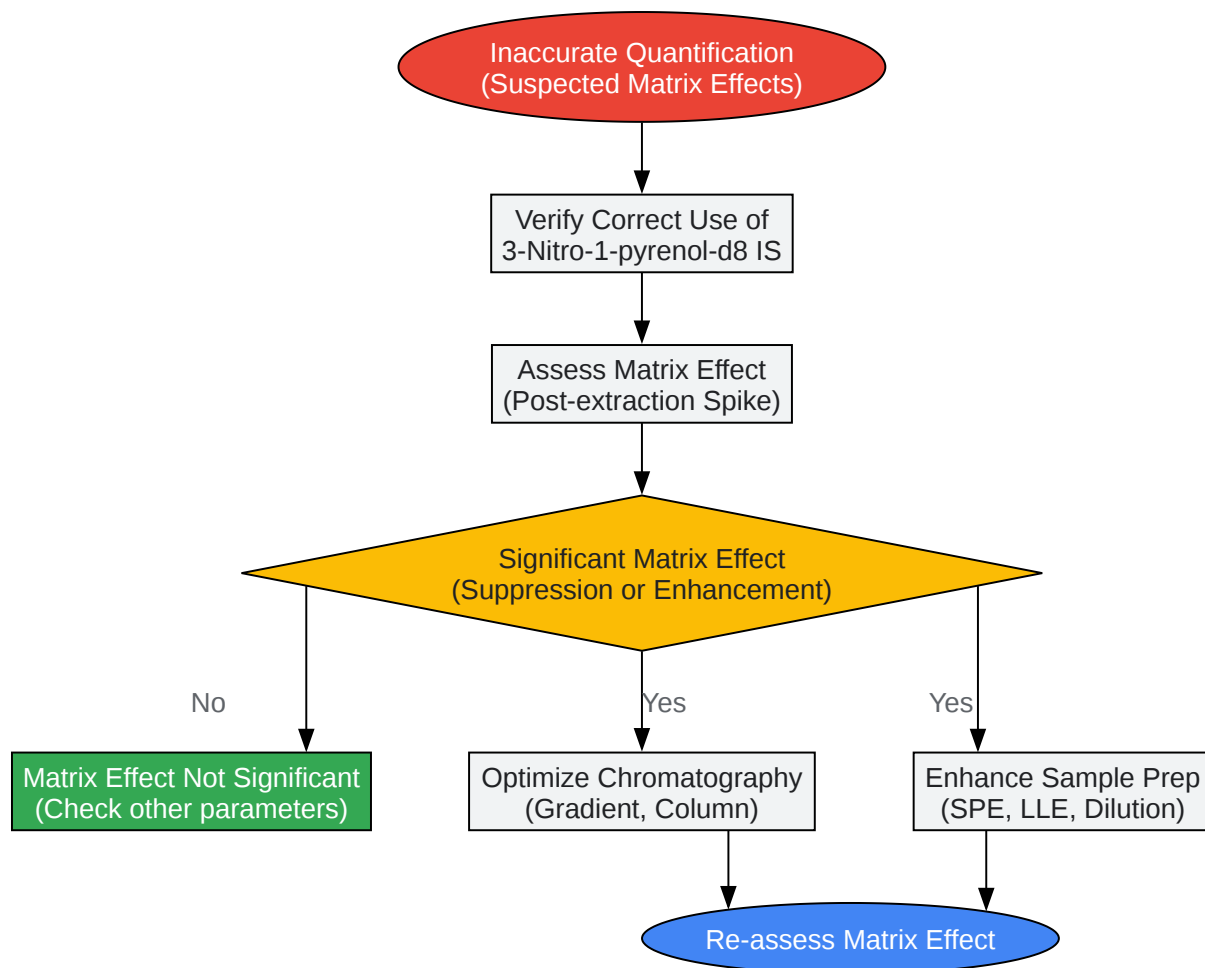 Inaccurate Quantification
(Suspected Matrix Effects)
Verify Correct Use of
3-Nitro-1-pyrenol-d8 IS
Assess Matrix Effect
(Post-extraction Spike)
Significant Matrix Effect
(Suppression or Enhancement)
No
Yes
Yes
Matrix Effect Not Significant
(Check other parameters)
Optimize Chromatography
(Gradient, Column)
Enhance Sample Prep
(SPE, LLE, Dilution)
Re-assess Matrix Effect